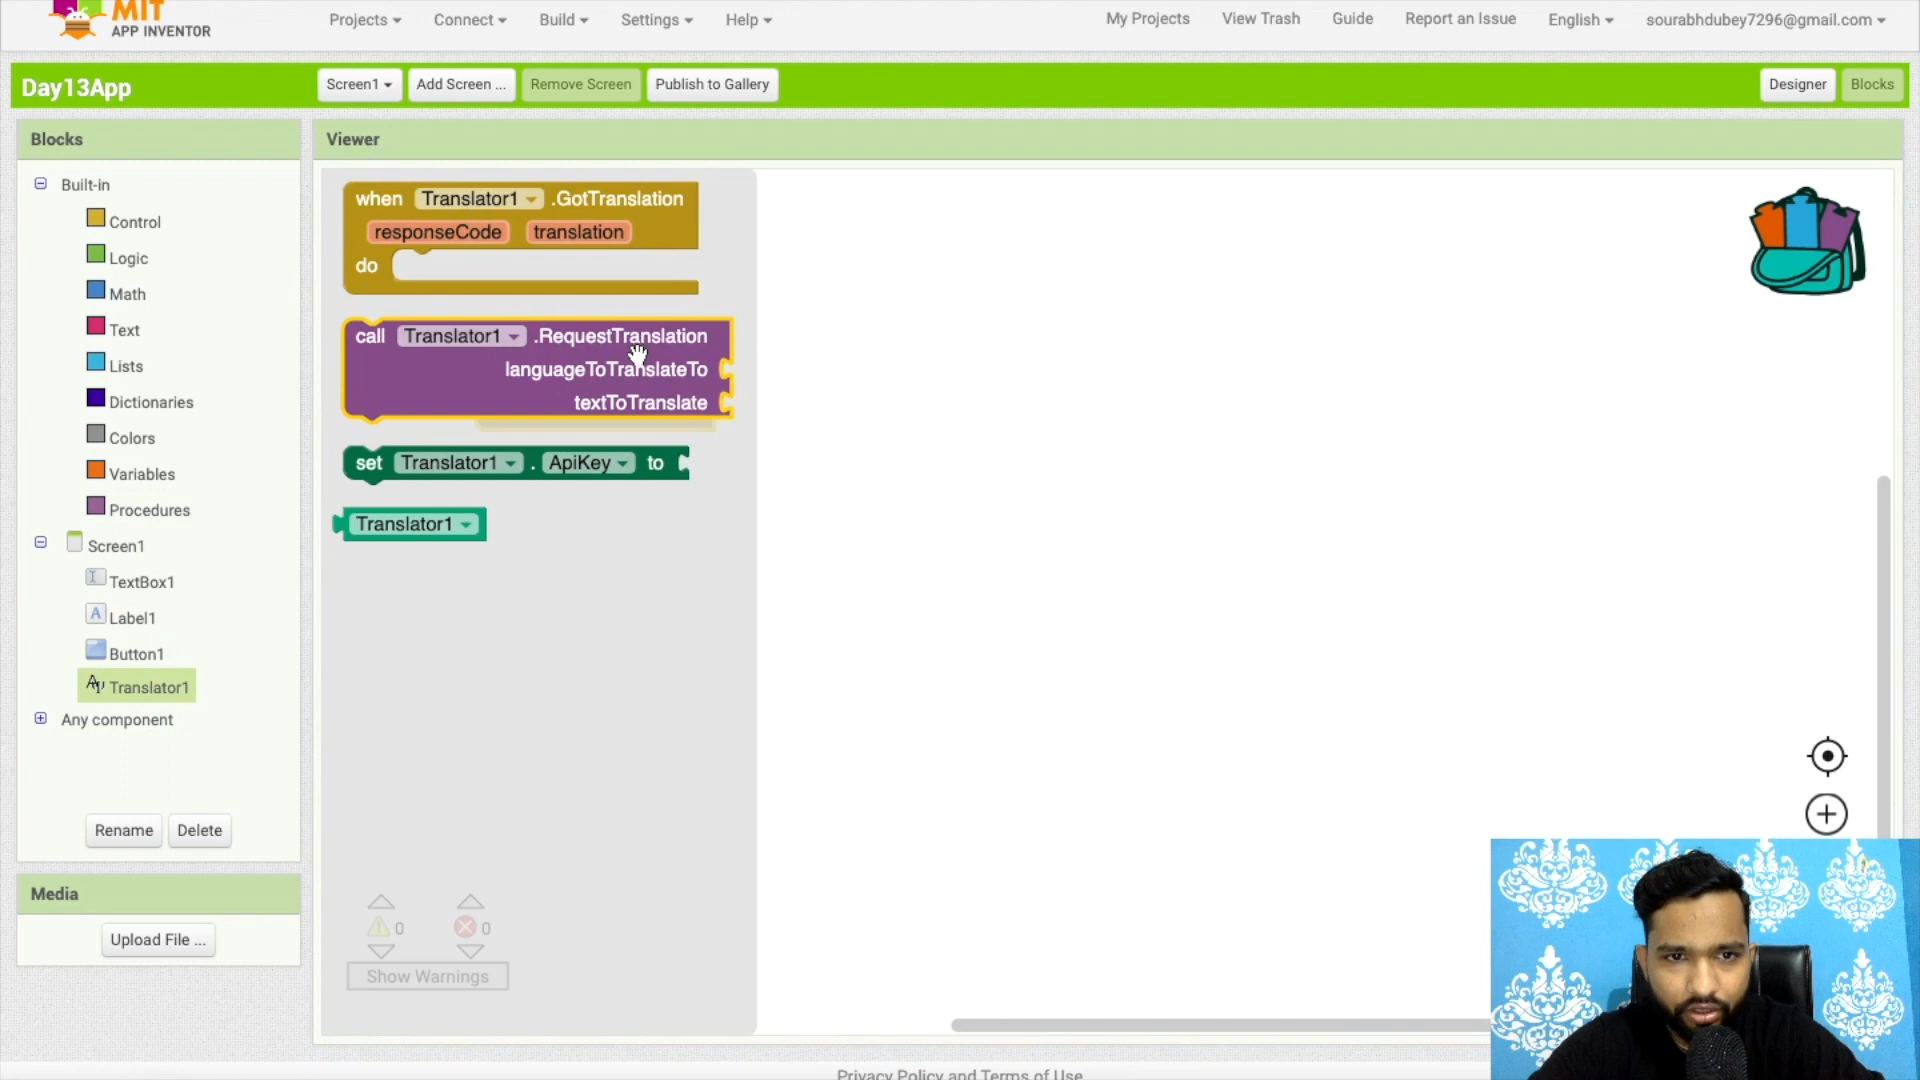 MIT
APP INVENTOR
Projects
Connect
Build
Settings
Help
My Projects
View Trash
Guide
Report an Issue
English
sourabhdubey7296@gmail.com
Day13App
Screen1
Add Screen ...
Remove Screen
Publish to Gallery
Designer
Blocks
Blocks
Viewer
Built-in
Control
Logic
Math
Text
Lists
Dictionaries
Colors
Variables
Procedures
Screen1
TextBox1
Label1
Button1
Translator1
Any component
Rename
Delete
Media
Upload File ...
when Translator1 .GotTranslation
responseCode translation
do
call Translator1 .RequestTranslation
languageToTranslateTo
textToTranslate
set Translator1 . ApiKey to
Translator1
0 0
Show Warnings
Privacy Policy and Terms of Use